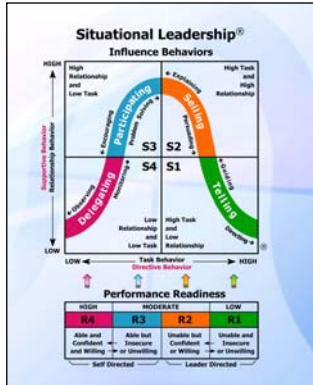 Situational Leadership®
Influence Behaviors
HIGH
High
Relationship
and
Low Task
High Task
and
High
Relationship
Participating
Encouraging
Problem Solving
Selling
Explaining
Persuading
S3
S2
S4
S1
Supportive Behavior
Relationship Behavior
Delegating
Observing
Monitoring
Telling
Guiding
Directing
Low
Relationship
and
Low Task
High Task
and
Low
Relationship
®
LOW
LOW
Task Behavior
HIGH
Directive Behavior
Performance Readiness
HIGH
MODERATE
LOW
R4
R3
R2
R1
Able and
Confident
and Willing
Able but
Insecure
or Unwilling
Unable but
Confident
or Willing
Unable and
Insecure
or Unwilling
Self Directed
Leader Directed